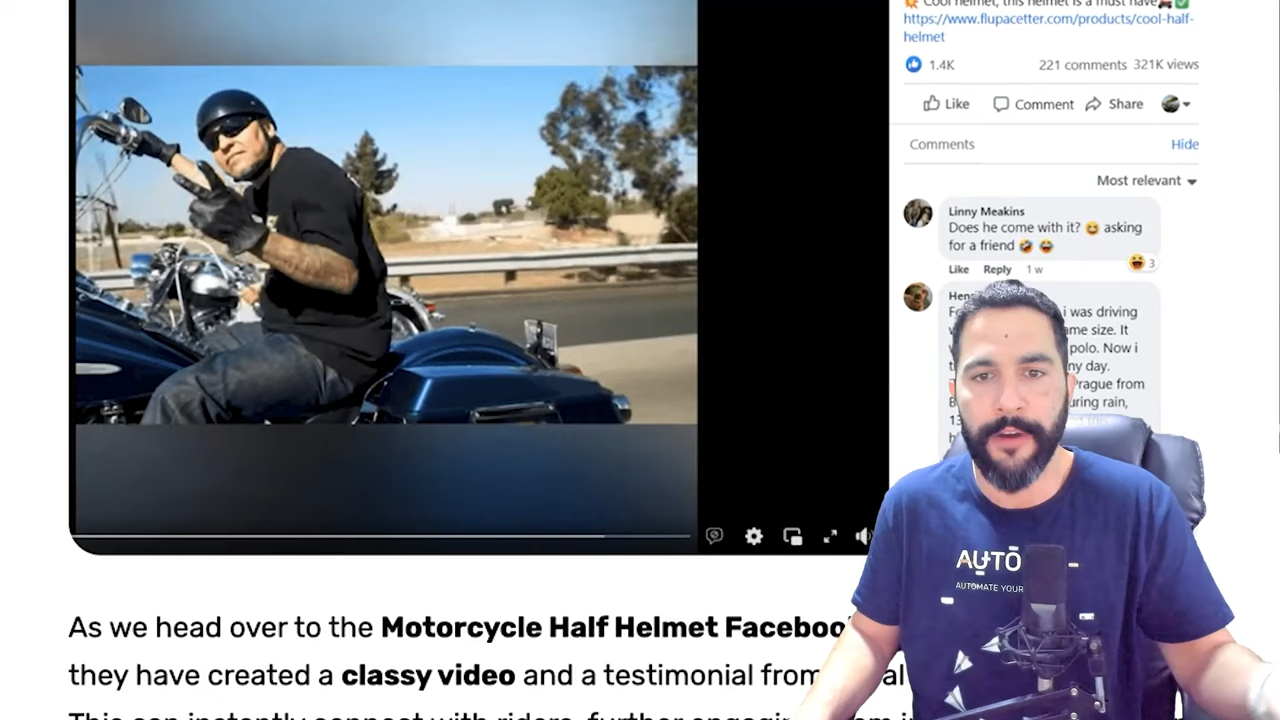 Cool helmet, this helmet is a must have
https://www.flupacetter.com/products/cool-half-
helmet
1.4K
221 comments 321K views
Like Comment Share
Comments Hide
Most relevant
Linny Meakins
Does he come with it? 😆 asking
for a friend 🤣😂
Like Reply 1 w 3
i was driving
ame size. It
polo. Now i
ny day.
rague from
uring rain,
As we head over to the Motorcycle Half Helmet Facebook
they have created a classy video and a testimonial from
AUTO
AUTOMATE YOUR